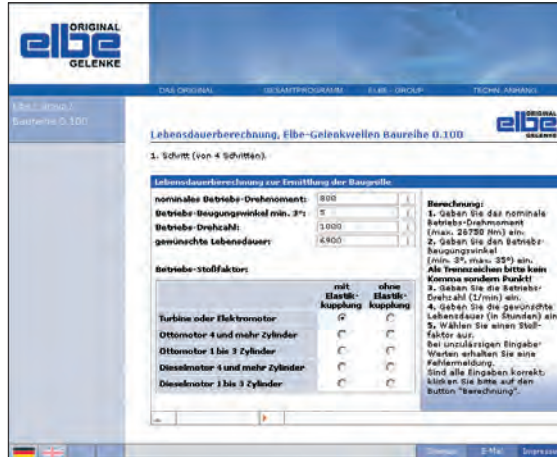 ORIGINAL
elbe
GELENKE
DAS ORIGINAL GESAMTPROGRAMM ELBE - GROUP TECHN. ANHANG
Elbe / Group /
Baureihe 0.100
ORIGINAL
elbe
GELENKE
Lebensdauerberechnung, Elbe-Gelenkwellen Baureihe 0.100
1. Schritt (von 4 Schritten).
Lebensdauerberechnung zur Ermittlung der Baugröße
nominales Betriebs-Drehmoment: 800
Betriebs-Beugungswinkel min. 3°: 5
Betriebs-Drehzahl: 1000
gewünschte Lebensdauer: 6900
Betriebs-Stoßfaktor:
mit Elastik- kupplung
ohne Elastik- kupplung
Turbine oder Elektromotor
Ottomotor 4 und mehr Zylinder
Ottomotor 1 bis 3 Zylinder
Dieselmotor 4 und mehr Zylinder
Dieselmotor 1 bis 3 Zylinder
Berechnung:
1. Geben Sie das nominale
Betriebs-Drehmoment
(max. 26750 Nm) ein.
2. Geben Sie den Betriebs-
Beugungswinkel
(min. 3°, max. 35°) ein.
Als Trennzeichen bitte kein
Komma sondern Punkt!
3. Geben Sie die Betriebs-
Drehzahl (1/min) ein.
4. Geben Sie die gewünschte
Lebensdauer (in Stunden) ein
5. Wählen Sie einen Stoß-
faktor aus.
Bei unzulässigen Eingabe-
Werten erhalten Sie eine
Fehlermeldung.
Sind alle Eingaben korrekt,
klicken Sie bitte auf den
Button "Berechnung".
Sitemap E-Mail Impressu